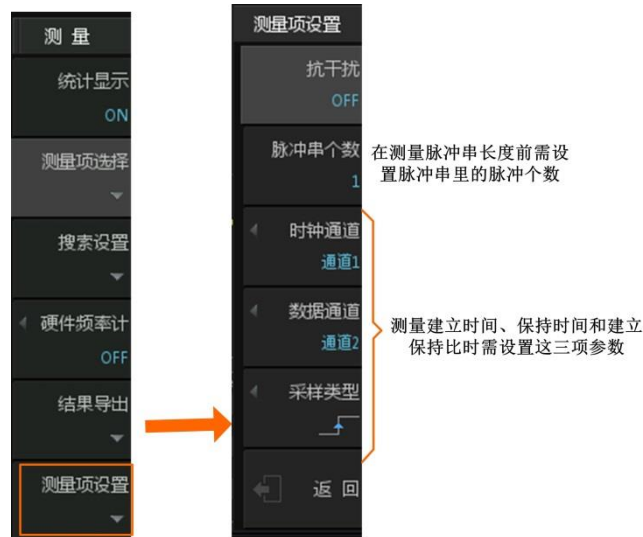 测 量
统计显示
ON
测量项选择
搜索设置
硬件频率计
OFF
结果导出
测量项设置
测量项设置
抗干扰
OFF
脉冲串个数
1
时钟通道
通道1
数据通道
通道2
采样类型
返 回
在测量脉冲串长度前需设
置脉冲串里的脉冲个数
测量建立时间、保持时间和建立
保持比时需设置这三项参数